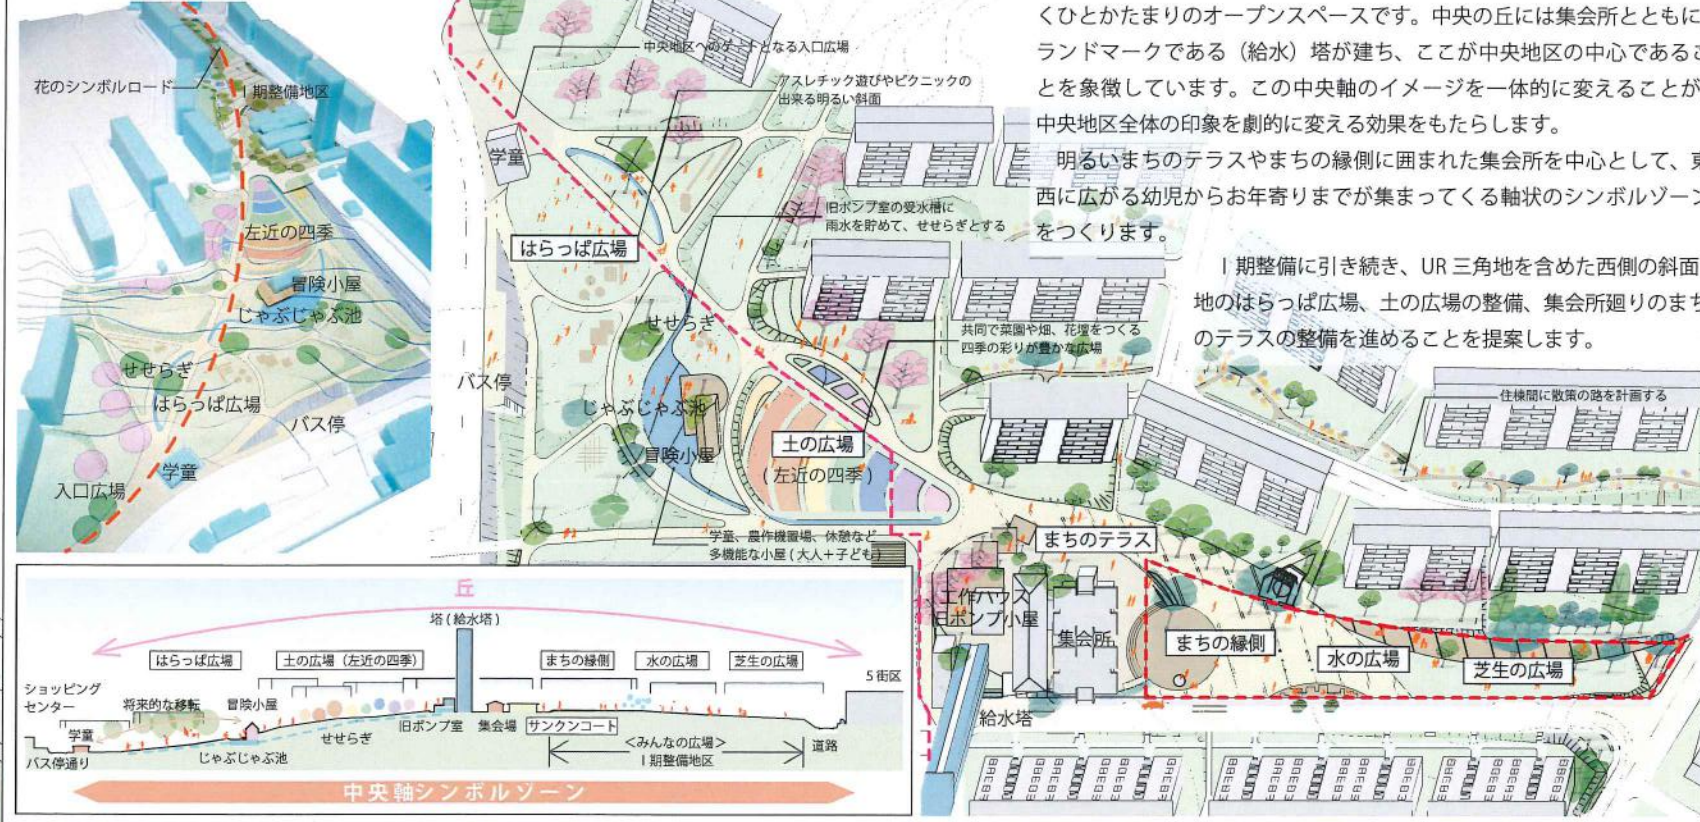 花のシンボルロード
Ⅰ期整備地区
左近の四季
冒険小屋
じゃぶじゃぶ池
せせらぎ
はらっぱ広場
バス停
学童
入口広場
中央地区へのゲートとなる入口広場
アスレチック遊びやピクニックの
出来る明るい斜面
学童
旧ポンプ室の受水槽に
雨水を貯めて、せせらぎとする
はらっぱ広場
せせらぎ
バス停
じゃぶじゃぶ池
冒険小屋
共同で菜園や畑、花壇をつくる
四季の彩りが豊かな広場
土の広場
(左近の四季)
学童、農作機置場、休憩など
多機能な小屋(大人+子ども)
くひとかたまりのオープンスペースです。中央の丘には集会所とともに
ランドマークである（給水）塔が建ち、ここが中央地区の中心であるこ
とを象徴しています。この中央軸のイメージを一体的に変えることが
中央地区全体の印象を劇的に変える効果をもたらします。
明るいまちのテラスやまちの縁側に囲まれた集会所を中心として、東
西に広がる幼児からお年寄りまでが集まってくる軸状のシンボルゾーン
をつくります。
Ⅰ期整備に引き続き、UR 三角地を含めた西側の斜面
地のはらっぱ広場、土の広場の整備、集会所廻りのまち
のテラスの整備を進めることを提案します。
住棟間に散策の路を計画する
まちのテラス
工作ハウス
旧ポンプ小屋
集会所
まちの縁側
水の広場
芝生の広場
給水塔
丘
塔(給水塔)
はらっぱ広場
土の広場（左近の四季）
まちの縁側
水の広場
芝生の広場
5街区
ショッピング
センター
将来的な移転
冒険小屋
学童
バス停通り
じゃぶじゃぶ池
せせらぎ
旧ポンプ室
集会場
サンクンコート
<みんなの広場>
Ⅰ期整備地区
道路
中央軸シンボルゾーン